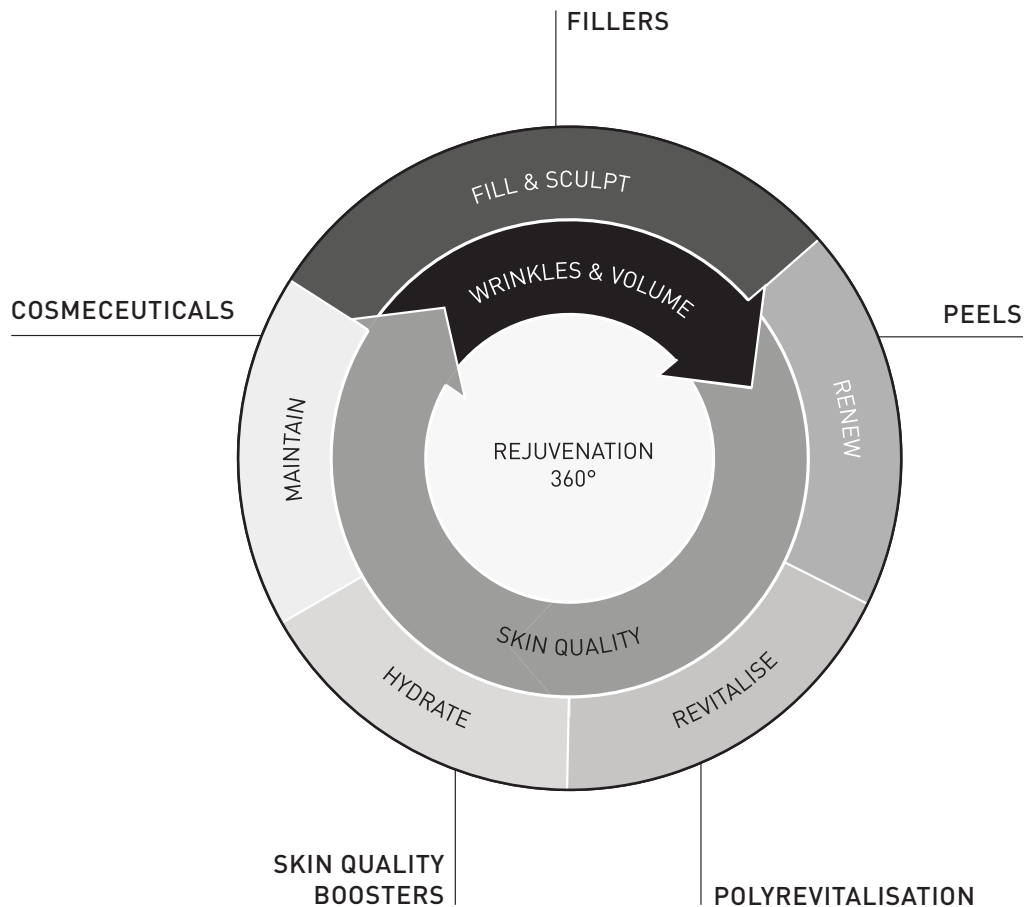 FILLERS
FILL & SCULPT
WRINKLES & VOLUME
COSMECEUTICALS
PEELS
RENEW
MAINTAIN
REJUVENATION
360°
SKIN QUALITY
HYDRATE
REVITALISE
SKIN QUALITY
BOOSTERS
POLYREVITALISATION